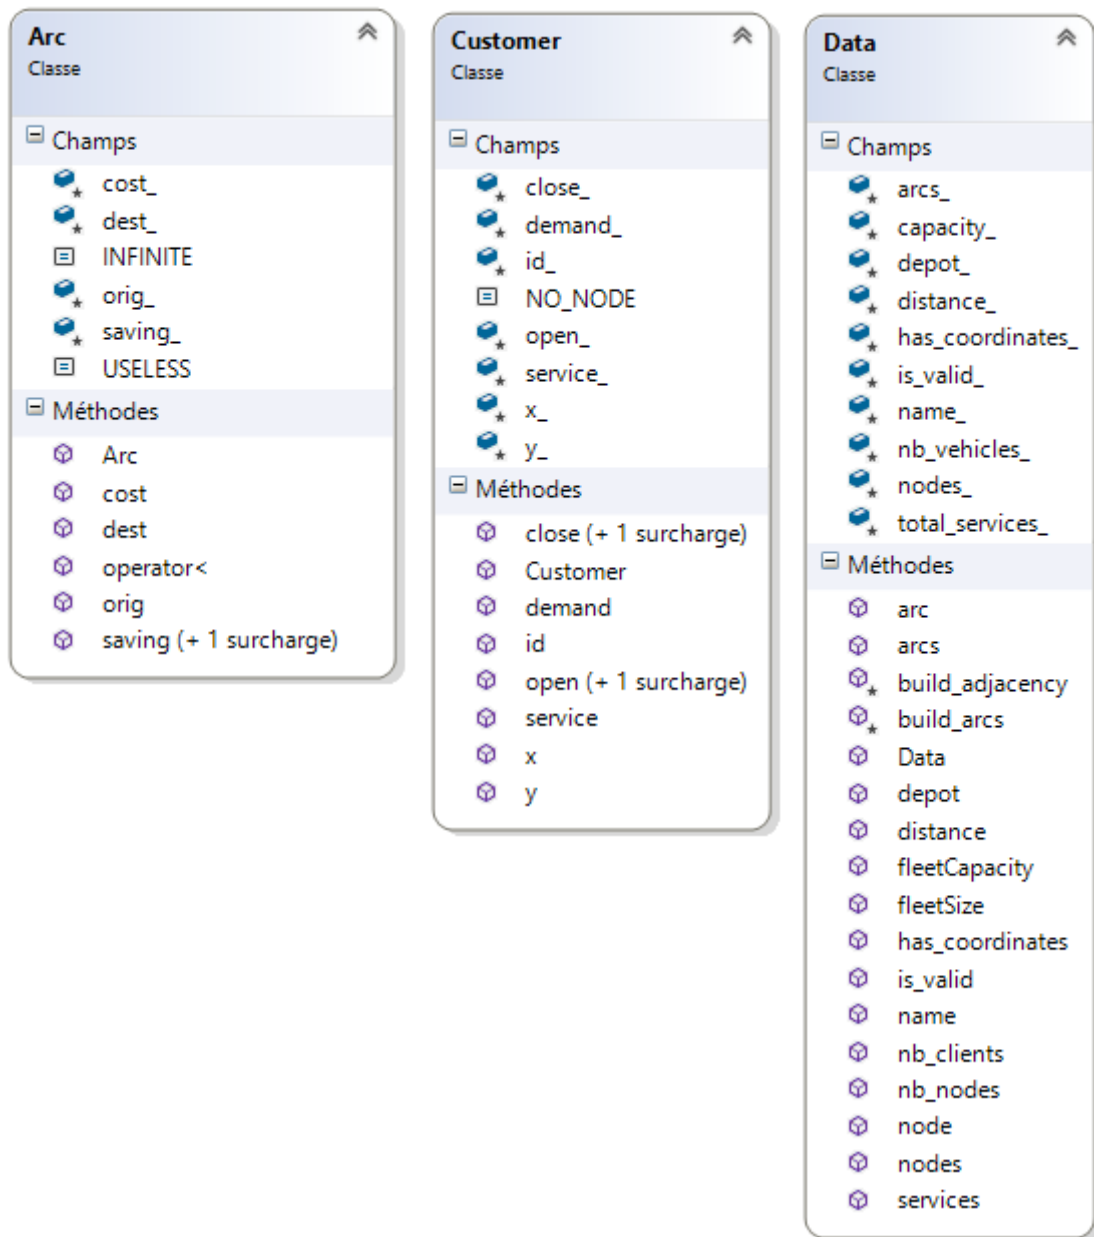 Arc
Classe
Champs
cost_
dest_
INFINITE
orig_
saving_
USELESS
Méthodes
Arc
cost
dest
operator<
orig
saving (+ 1 surcharge)
Customer
Classe
Champs
close_
demand_
id_
NO_NODE
open_
service_
x_
y_
Méthodes
close (+ 1 surcharge)
Customer
demand
id
open (+ 1 surcharge)
service
x
y
Data
Classe
Champs
arcs_
capacity_
depot_
distance_
has_coordinates_
is_valid_
name_
nb_vehicles_
nodes_
total_services_
Méthodes
arc
arcs
build_adjacency
build_arcs
Data
depot
distance
fleetCapacity
fleetSize
has_coordinates
is_valid
name
nb_clients
nb_nodes
node
nodes
services